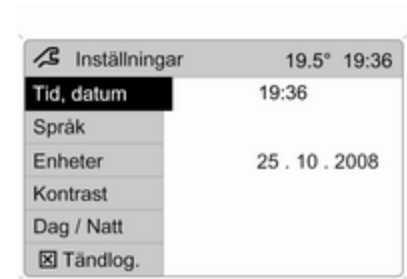 Inställningar 19.5° 19:36
Tid, datum 19:36
Språk
Enheter 25 . 10 . 2008
Kontrast
Dag / Natt
Tändlog.